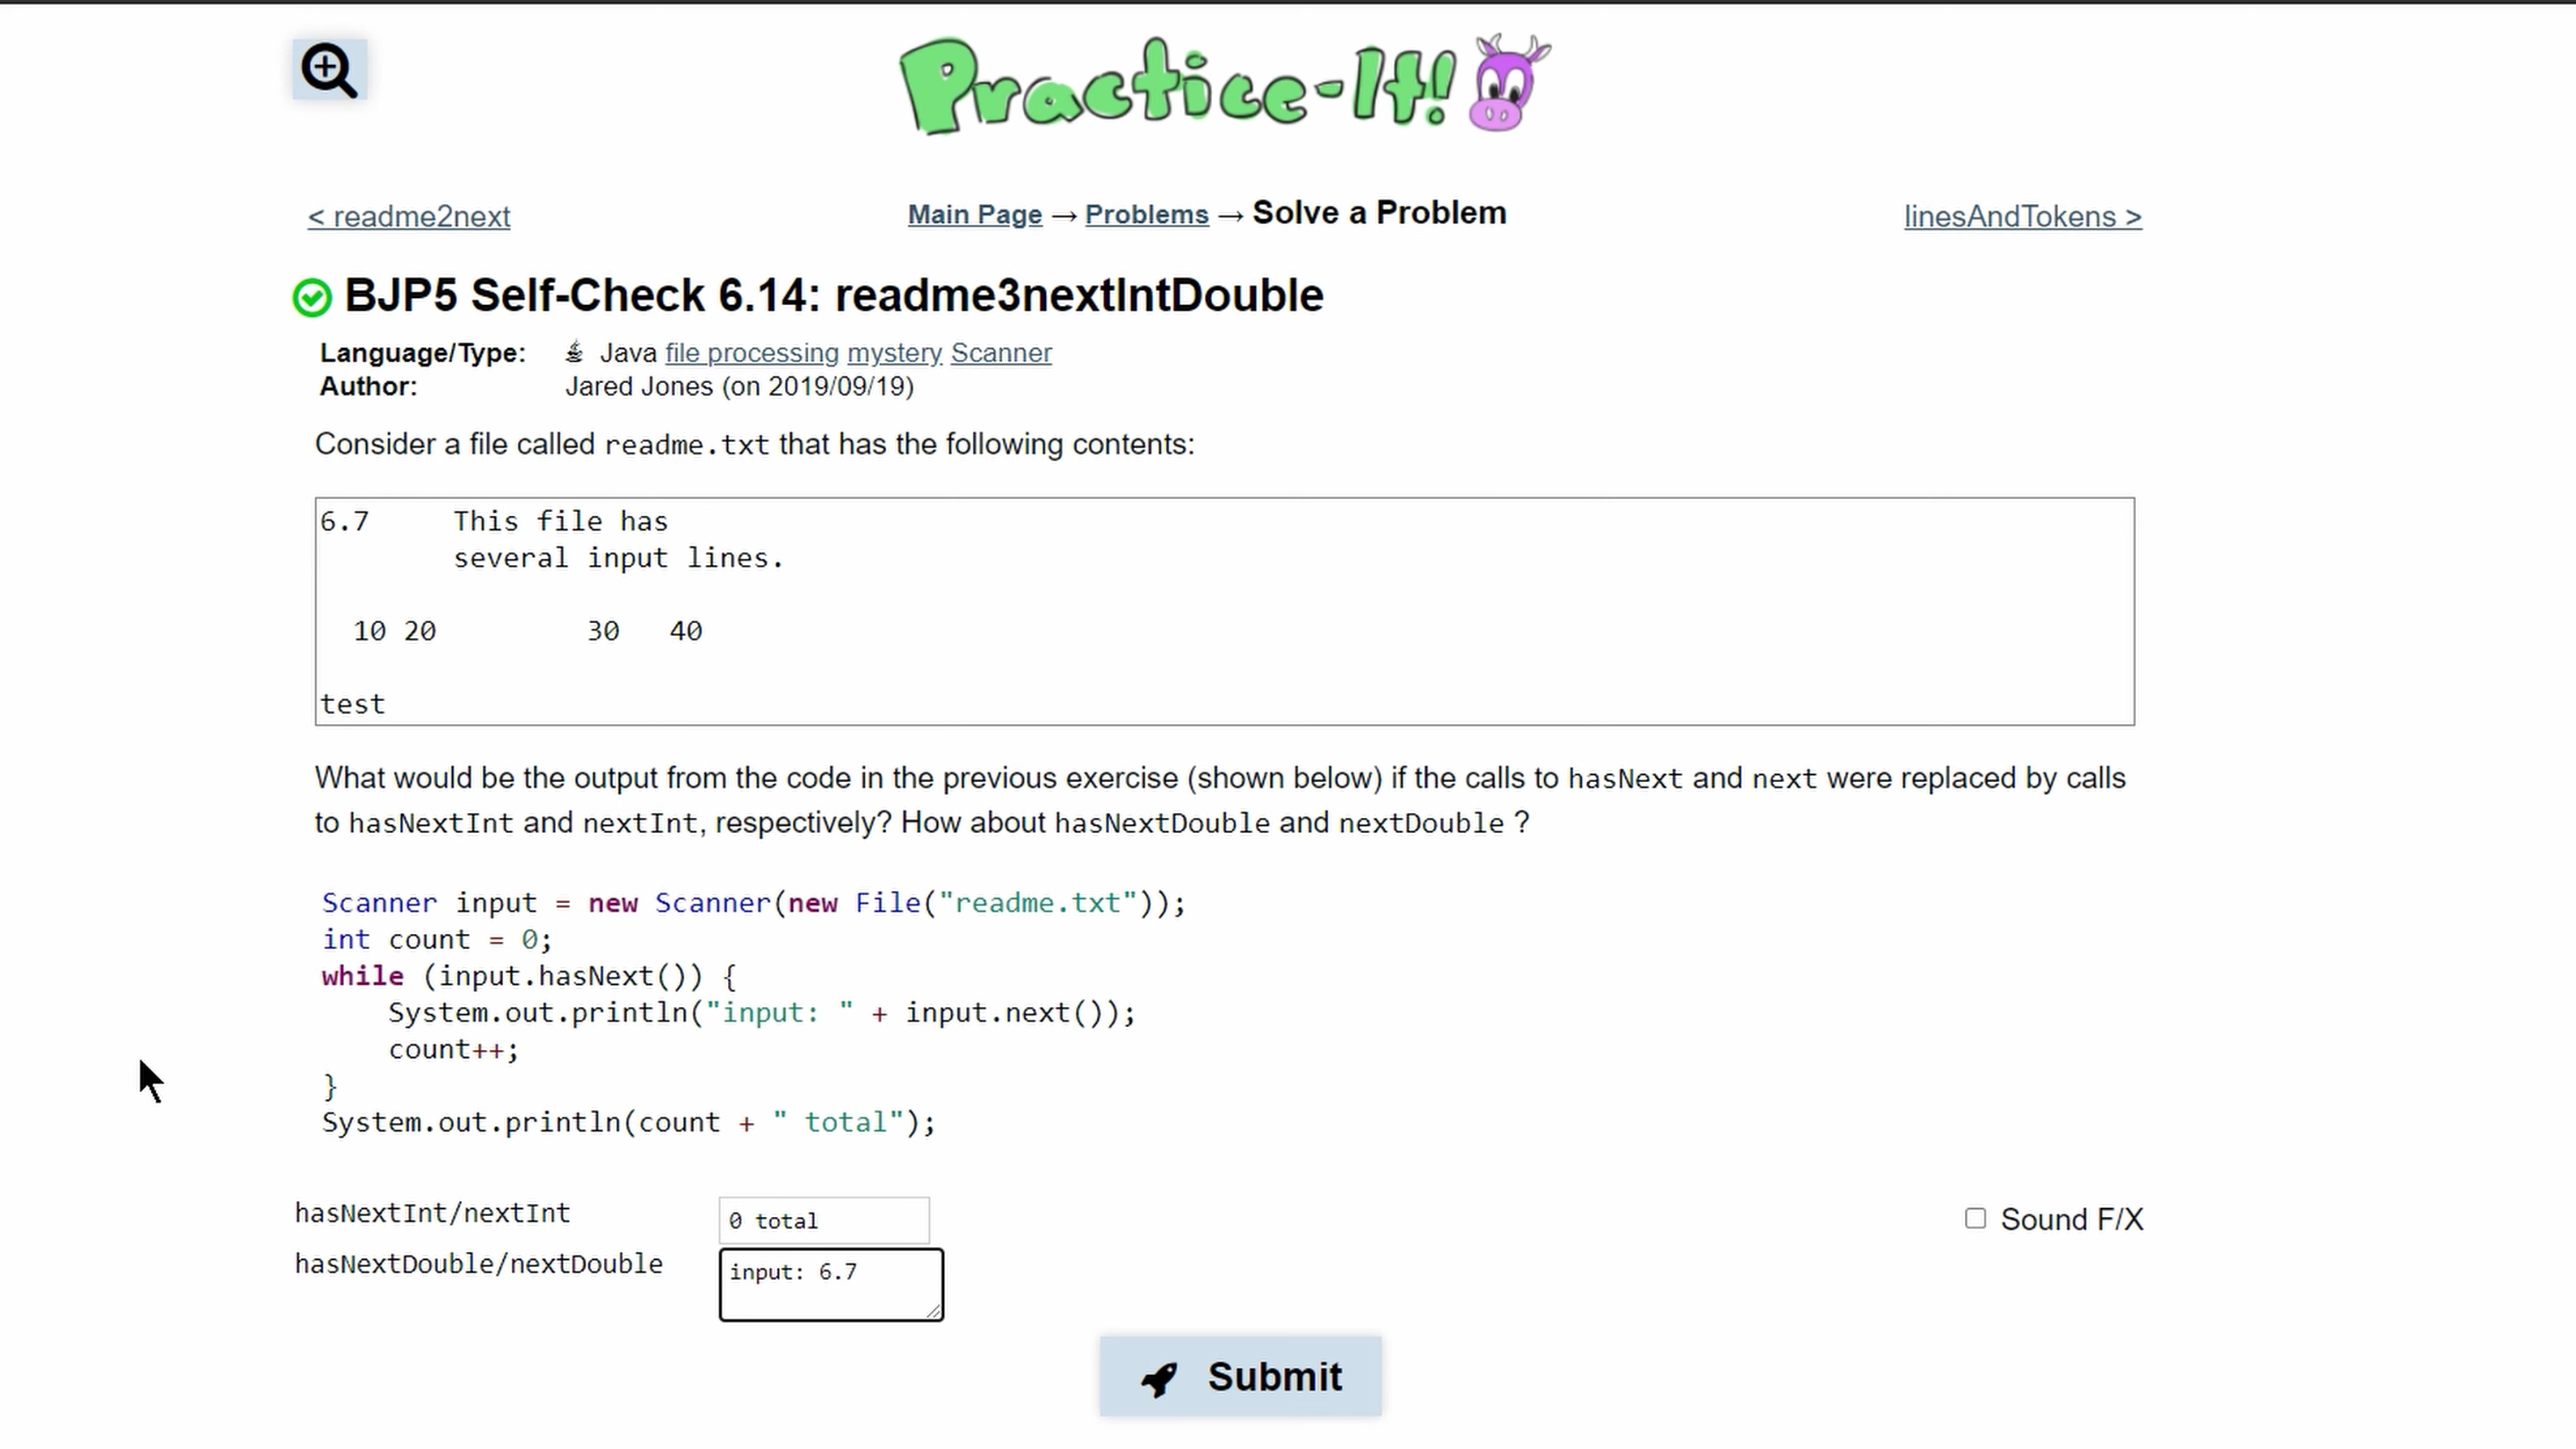 Practice-It!
< readme2next
Main Page → Problems → Solve a Problem
linesAndTokens >
BJP5 Self-Check 6.14: readme3nextIntDouble
Language/Type: Java file processing mystery Scanner
Author: Jared Jones (on 2019/09/19)
Consider a file called readme.txt that has the following contents:
6.7     This file has
        several input lines.
  10 20         30   40
test
What would be the output from the code in the previous exercise (shown below) if the calls to hasNext and next were replaced by calls
to hasNextInt and nextInt, respectively? How about hasNextDouble and nextDouble ?
Scanner input = new Scanner(new File("readme.txt"));
int count = 0;
while (input.hasNext()) {
    System.out.println("input: " + input.next());
    count++;
}
System.out.println(count + " total");
hasNextInt/nextInt
0 total
Sound F/X
hasNextDouble/nextDouble
input: 6.7
Submit